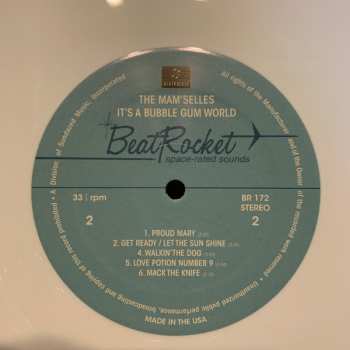 THE MAM'SELLES
IT'S A BUBBLE GUM WORLD
BeatRocket
space-rated sounds
33 | rpm
BR 172
STEREO
2
2
1. PROUD MARY
2. GET READY / LET THE SUN SHINE
4. WALKIN' THE DOG
5. LOVE POTION NUMBER 9
6. MACK THE KNIFE
MADE IN THE USA
A Division of Sundazed Music, Incorporated
All rights of the Manufacturer and of the Owner of the recorded work reserved
Unauthorized public performance, broadcasting and copying of this record prohibited